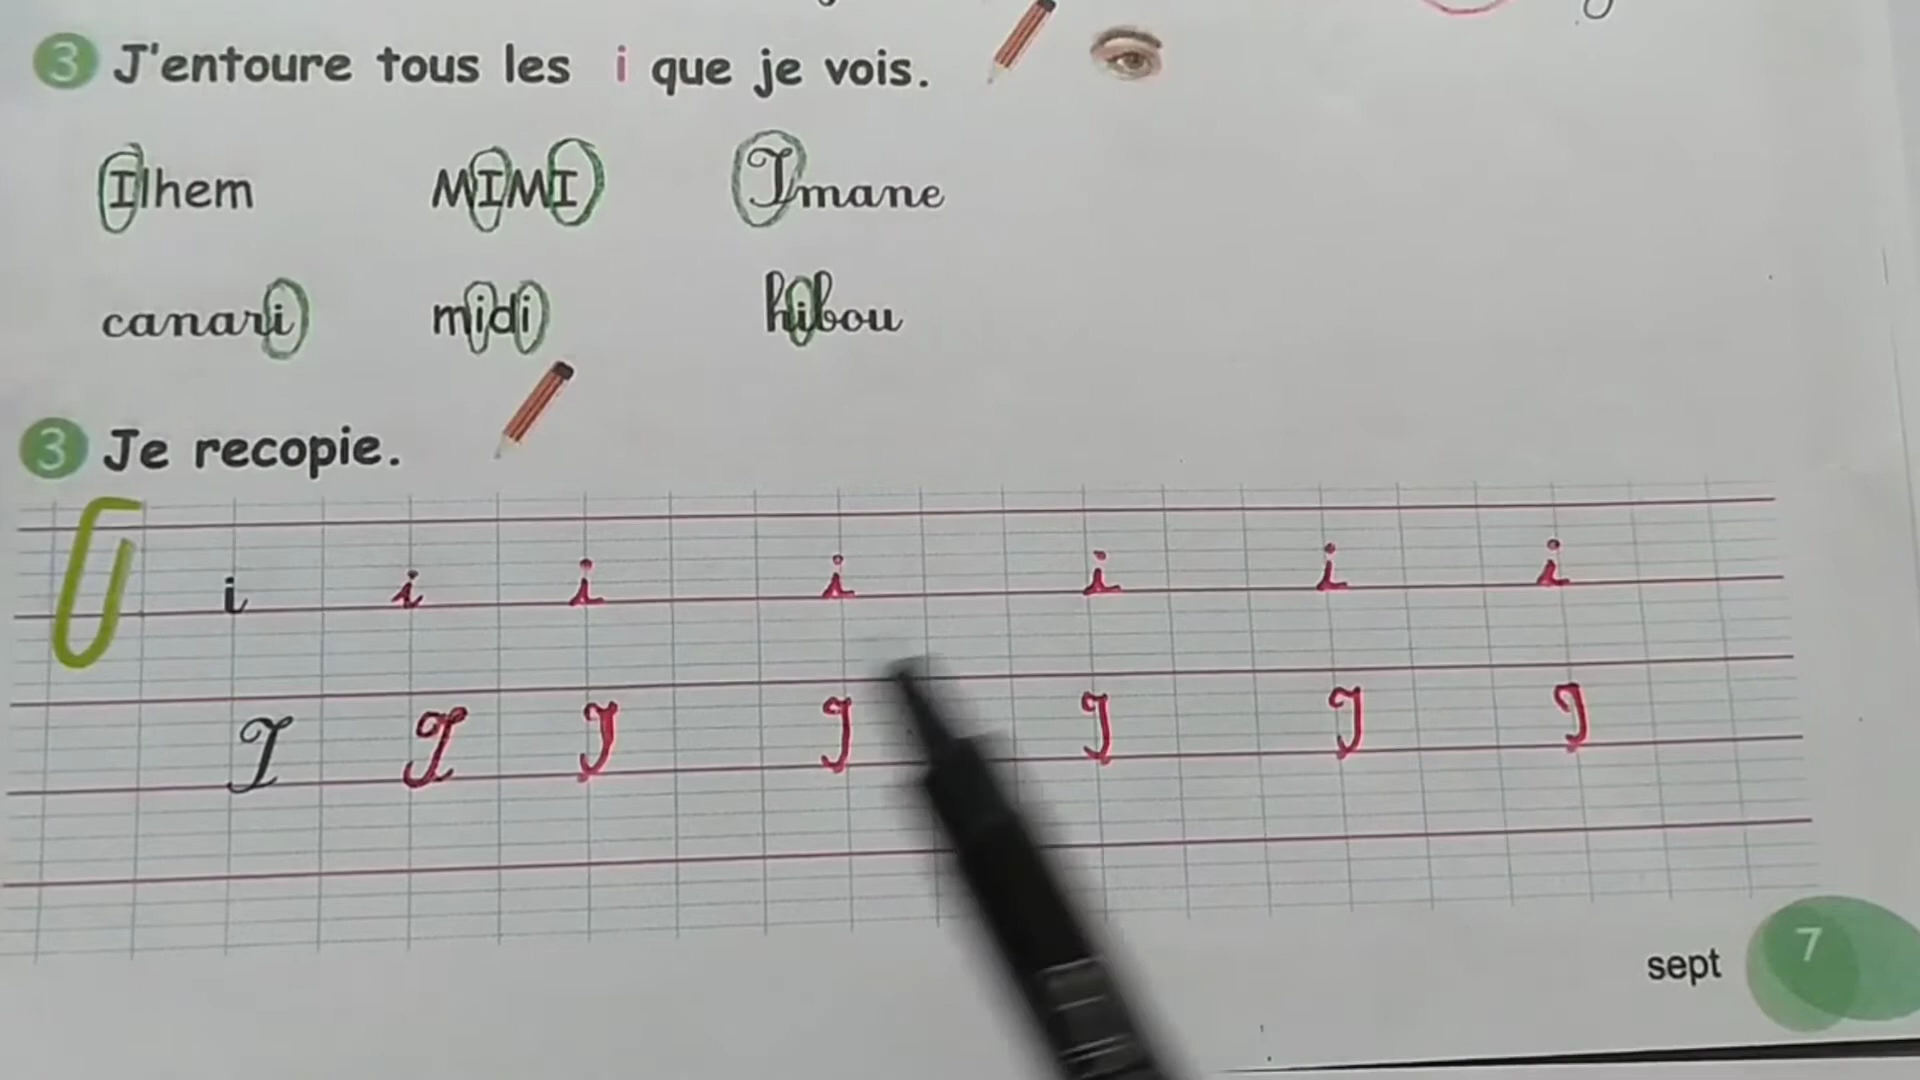 3 J'entoure tous les i que je vois.
Ilhem MIMI Imane
canari midi hibou
3 Je recopie.
i i i i i i i
I I I I I I I
sept 7